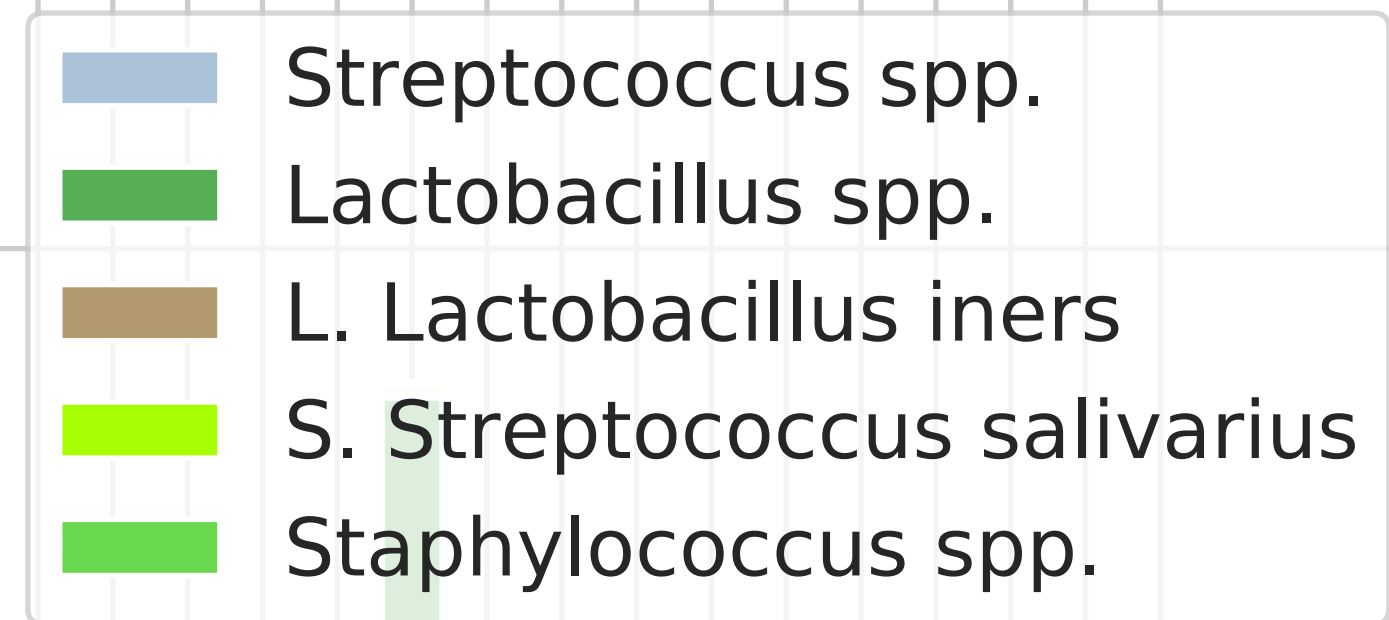 Streptococcus spp.
Lactobacillus spp.
L. Lactobacillus iners
S. Streptococcus salivarius
Staphylococcus spp.